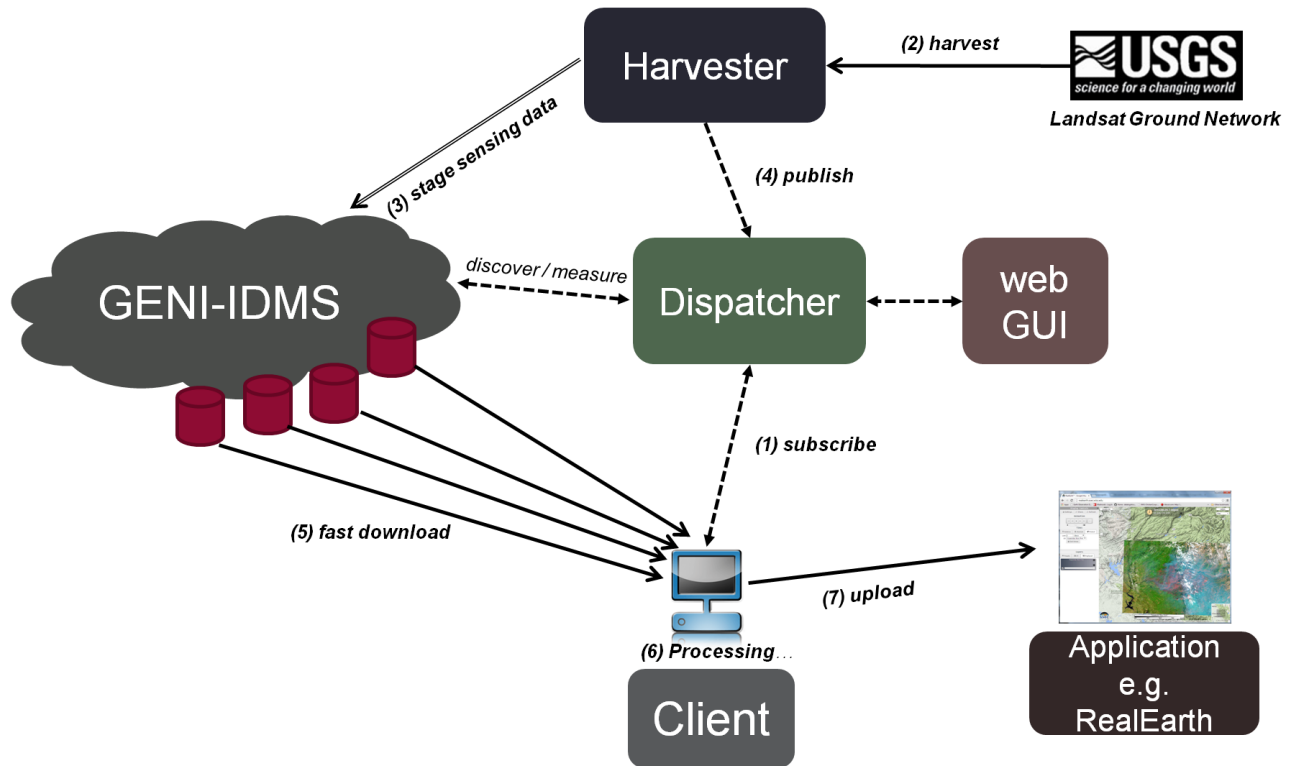 Harvester
(2) harvest
USGS
science for a changing world
Landsat Ground Network
(3) stage sensing data
(4) publish
GENI-IDMS
discover / measure
Dispatcher
web
GUI
(1) subscribe
(5) fast download
(7) upload
(6) Processing...
Client
Application
e.g.
RealEarth